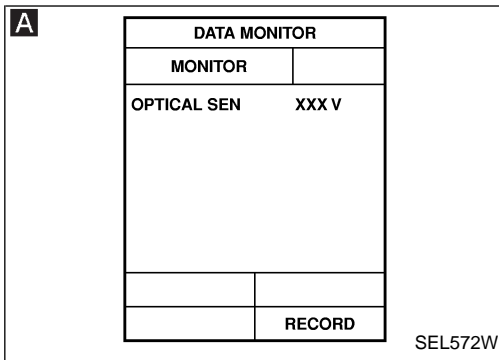 A
DATA MONITOR
MONITOR
OPTICAL SEN XXX V
RECORD
SEL572W